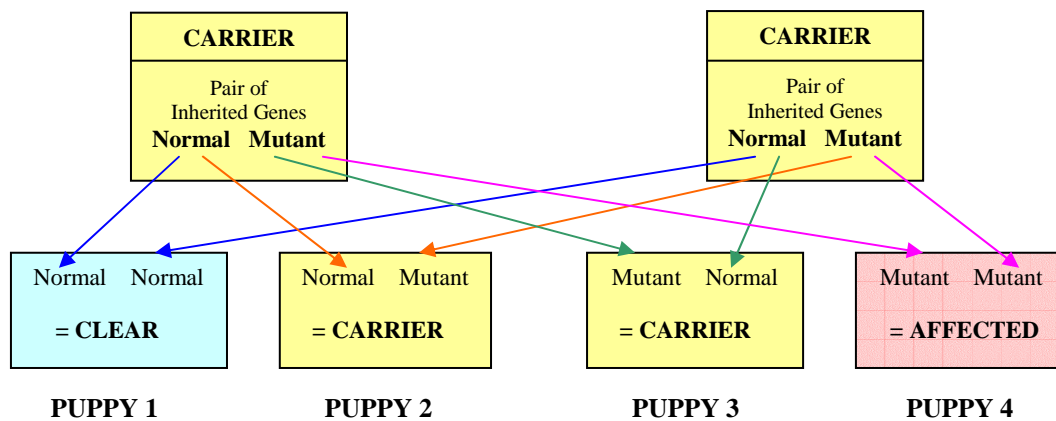 CARRIER
Pair of
Inherited Genes
Normal Mutant
CARRIER
Pair of
Inherited Genes
Normal Mutant
Normal Normal
= CLEAR
Normal Mutant
= CARRIER
Mutant Normal
= CARRIER
Mutant Mutant
= AFFECTED
PUPPY 1
PUPPY 2
PUPPY 3
PUPPY 4